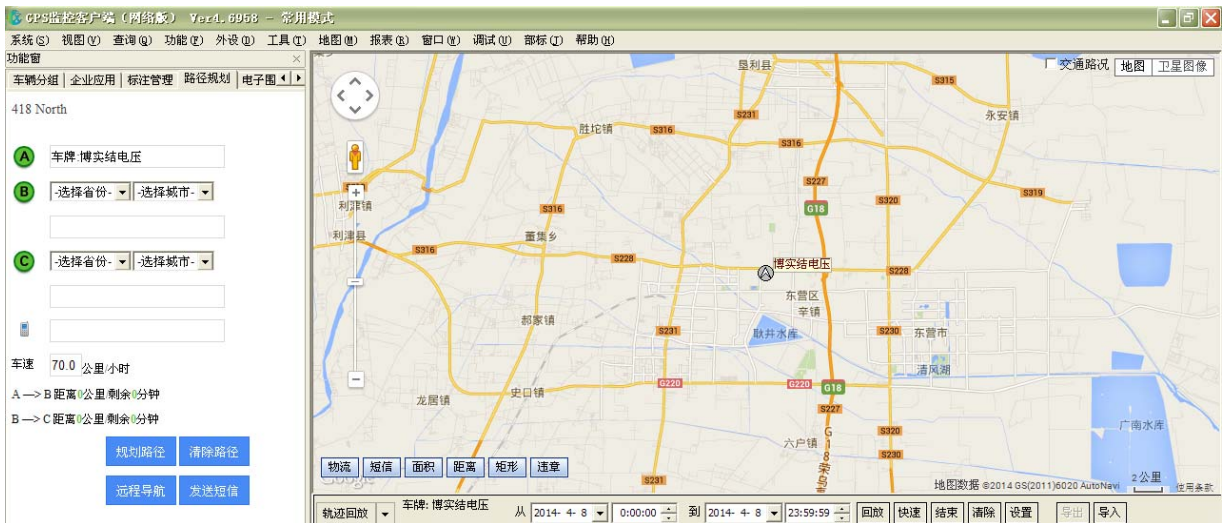 GPS监控客户端（网络版） Ver4.6958 - 常用模式
系统(S) 视图(V) 查询(Q) 功能(F) 外设(D) 工具(T) 地图(M) 报表(R) 窗口(W) 调试(U) 部标(J) 帮助(H)
功能窗
车辆分组 企业应用 标注管理 路径规划 电子围
418 North
A 车牌:博实结电压
B -选择省份- -选择城市-
C -选择省份- -选择城市-
车速 70.0 公里/小时
A —> B 距离0公里/剩余0分钟
B —> C 距离0公里/剩余0分钟
规划路径 清除路径
远程导航 发送短信
交通路况 地图 卫星图像
垦利县
S315
S231
永安镇
胜坨镇
S316
S316
S227
S319
利津镇
S320
S316
G18
利津县
董集乡
S316
S228
博实结电压
S228
东营区
辛镇
郝家镇
S231
耿井水库
S230
东营市
清风湖
G220
G220
G18
龙居镇
史口镇
S227
广南水库
S320
六户镇
S230
G18荣乌高
S231
物流 短信 面积 距离 矩形 违章
Google
2 公里
地图数据 ©2014 GS(2011)6020 AutoNavi 使用条款
轨迹回放 车牌: 博实结电压 从 2014- 4- 8 0:00:00 到 2014- 4- 8 23:59:59 回放 快速 结束 清除 设置 导出 导入